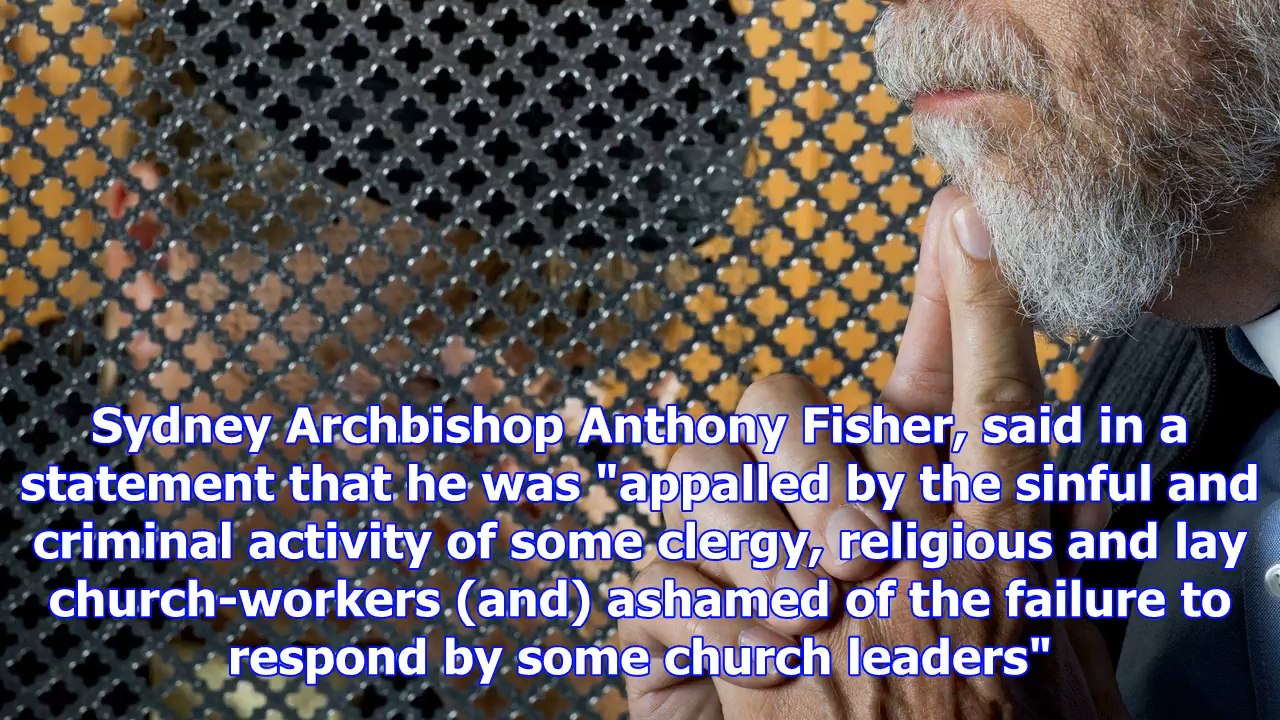 Sydney Archbishop Anthony Fisher, said in a
statement that he was "appalled by the sinful and
criminal activity of some clergy, religious and lay
church-workers (and) ashamed of the failure to
respond by some church leaders"